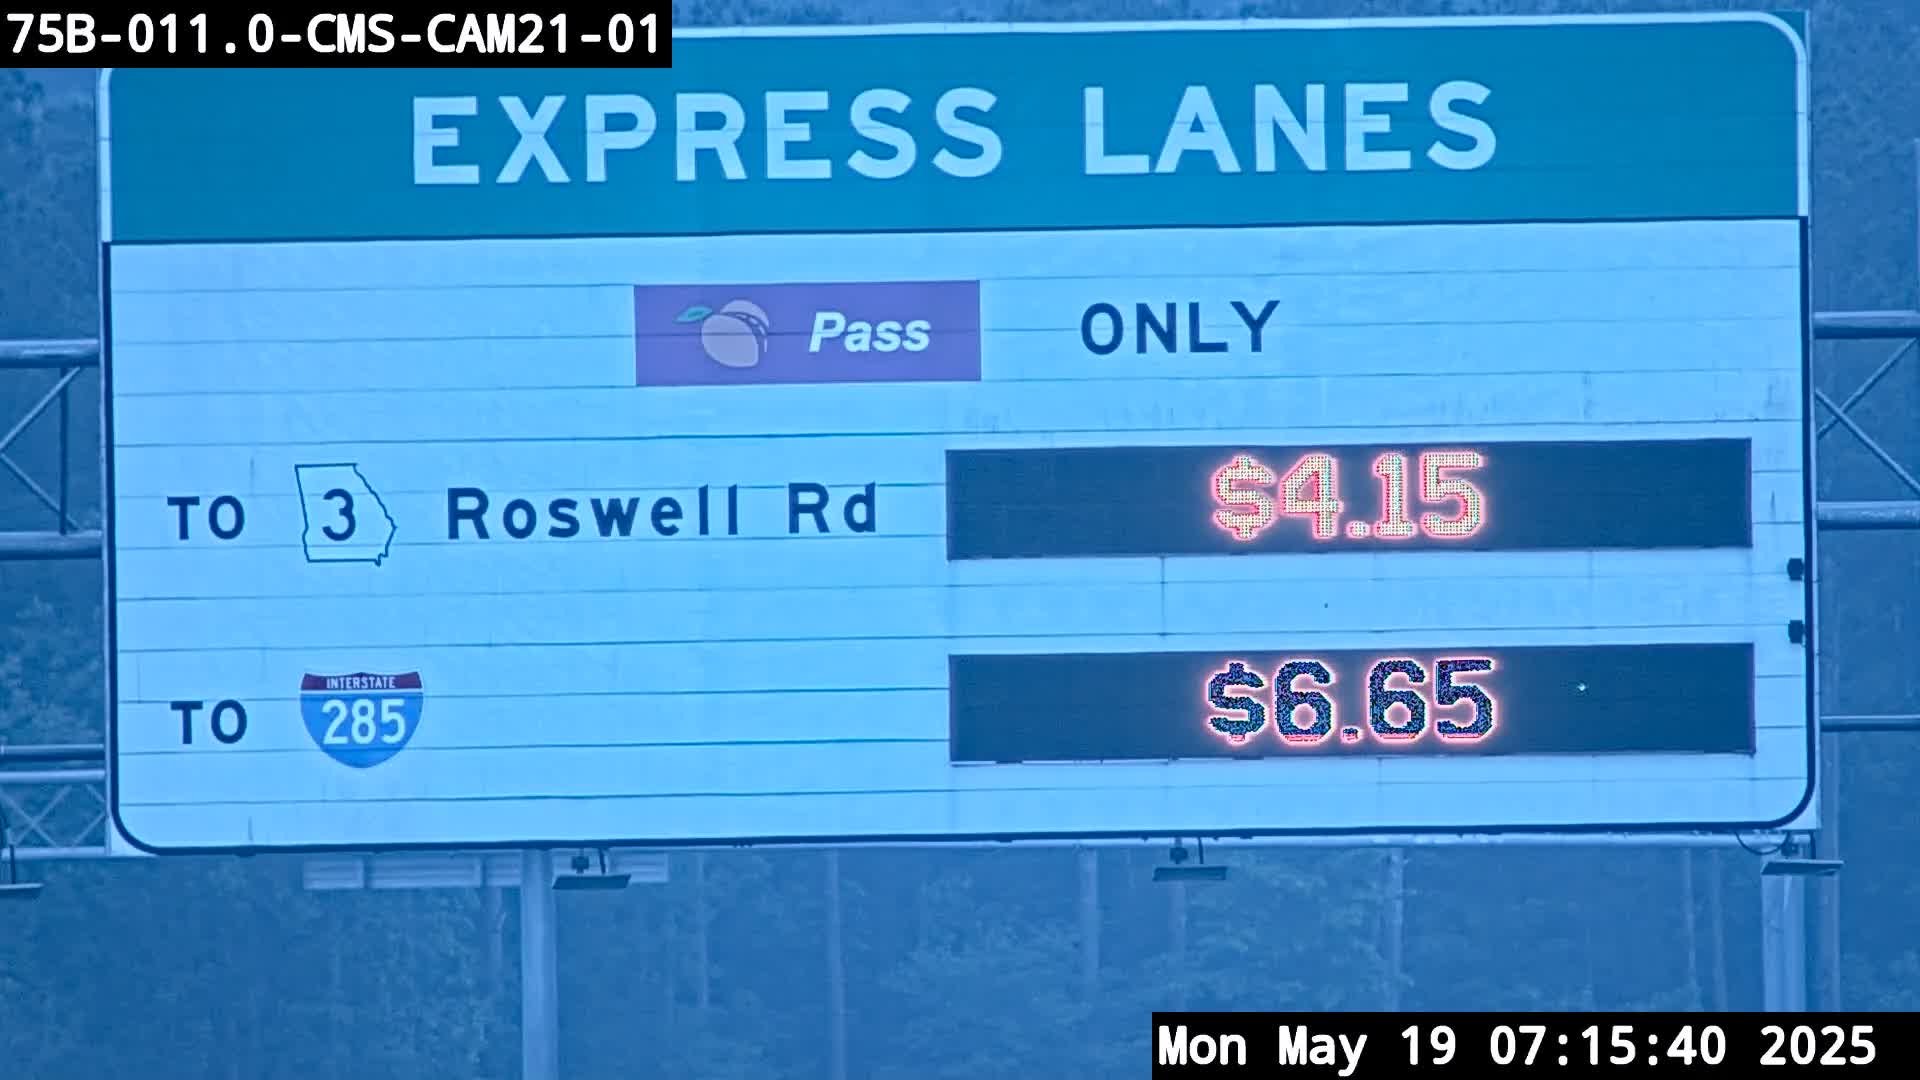 75B-011.0-CMS-CAM21-01
EXPRESS LANES
Pass ONLY
TO 3 Roswell Rd $4.15
TO INTERSTATE 285 $6.65
Mon May 19 07:15:40 2025